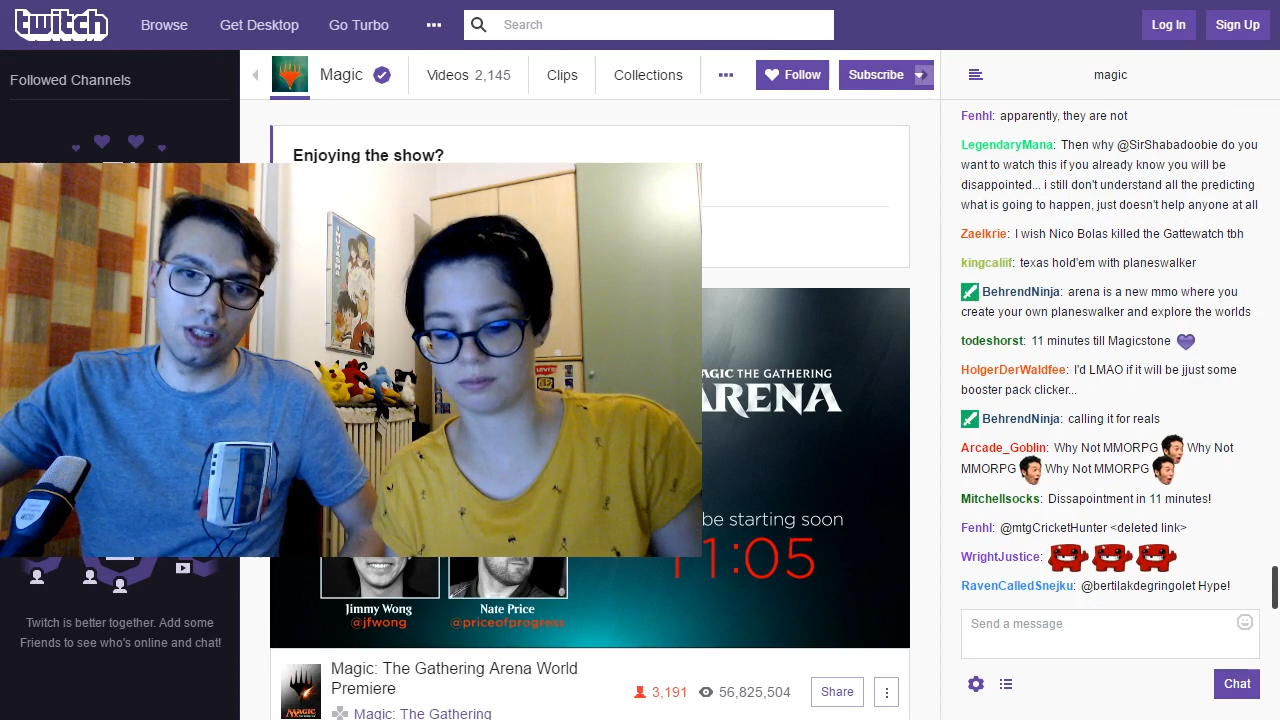 twitch
Browse
Get Desktop
Go Turbo
Search
Log In
Sign Up
Followed Channels
Magic
Videos 2,145
Clips
Collections
Follow
Subscribe
magic
Enjoying the show?
MAGIC THE GATHERING
ARENA
be starting soon
11:05
Jimmy Wong
@jfwong
Nate Price
@priceofprogress
Twitch is better together. Add some
Friends to see who's online and chat!
MAGIC
Magic: The Gathering Arena World
Premiere
Magic: The Gathering
3,191
56,825,504
Share
Fenhl: apparently, they are not
LegendaryMana: Then why @SirShabadoobie do you
want to watch this if you already know you will be
disappointed... i still don't understand all the predicting
what is going to happen, just doesn't help anyone at all
Zaelkrie: I wish Nico Bolas killed the Gattewatch tbh
kingcaliif: texas hold'em with planeswalker
BehrendNinja: arena is a new mmo where you
create your own planeswalker and explore the worlds
todeshorst: 11 minutes till Magicstone
HolgerDerWaldfee: I'd LMAO if it will be jjust some
booster pack clicker...
BehrendNinja: calling it for reals
Arcade_Goblin: Why Not MMORPG Why Not
MMORPG Why Not MMORPG
Mitchellsocks: Dissapointment in 11 minutes!
Fenhl: @mtgCricketHunter <deleted link>
WrightJustice:
RavenCalledSnejku: @bertilakdegringolet Hype!
Send a message
Chat